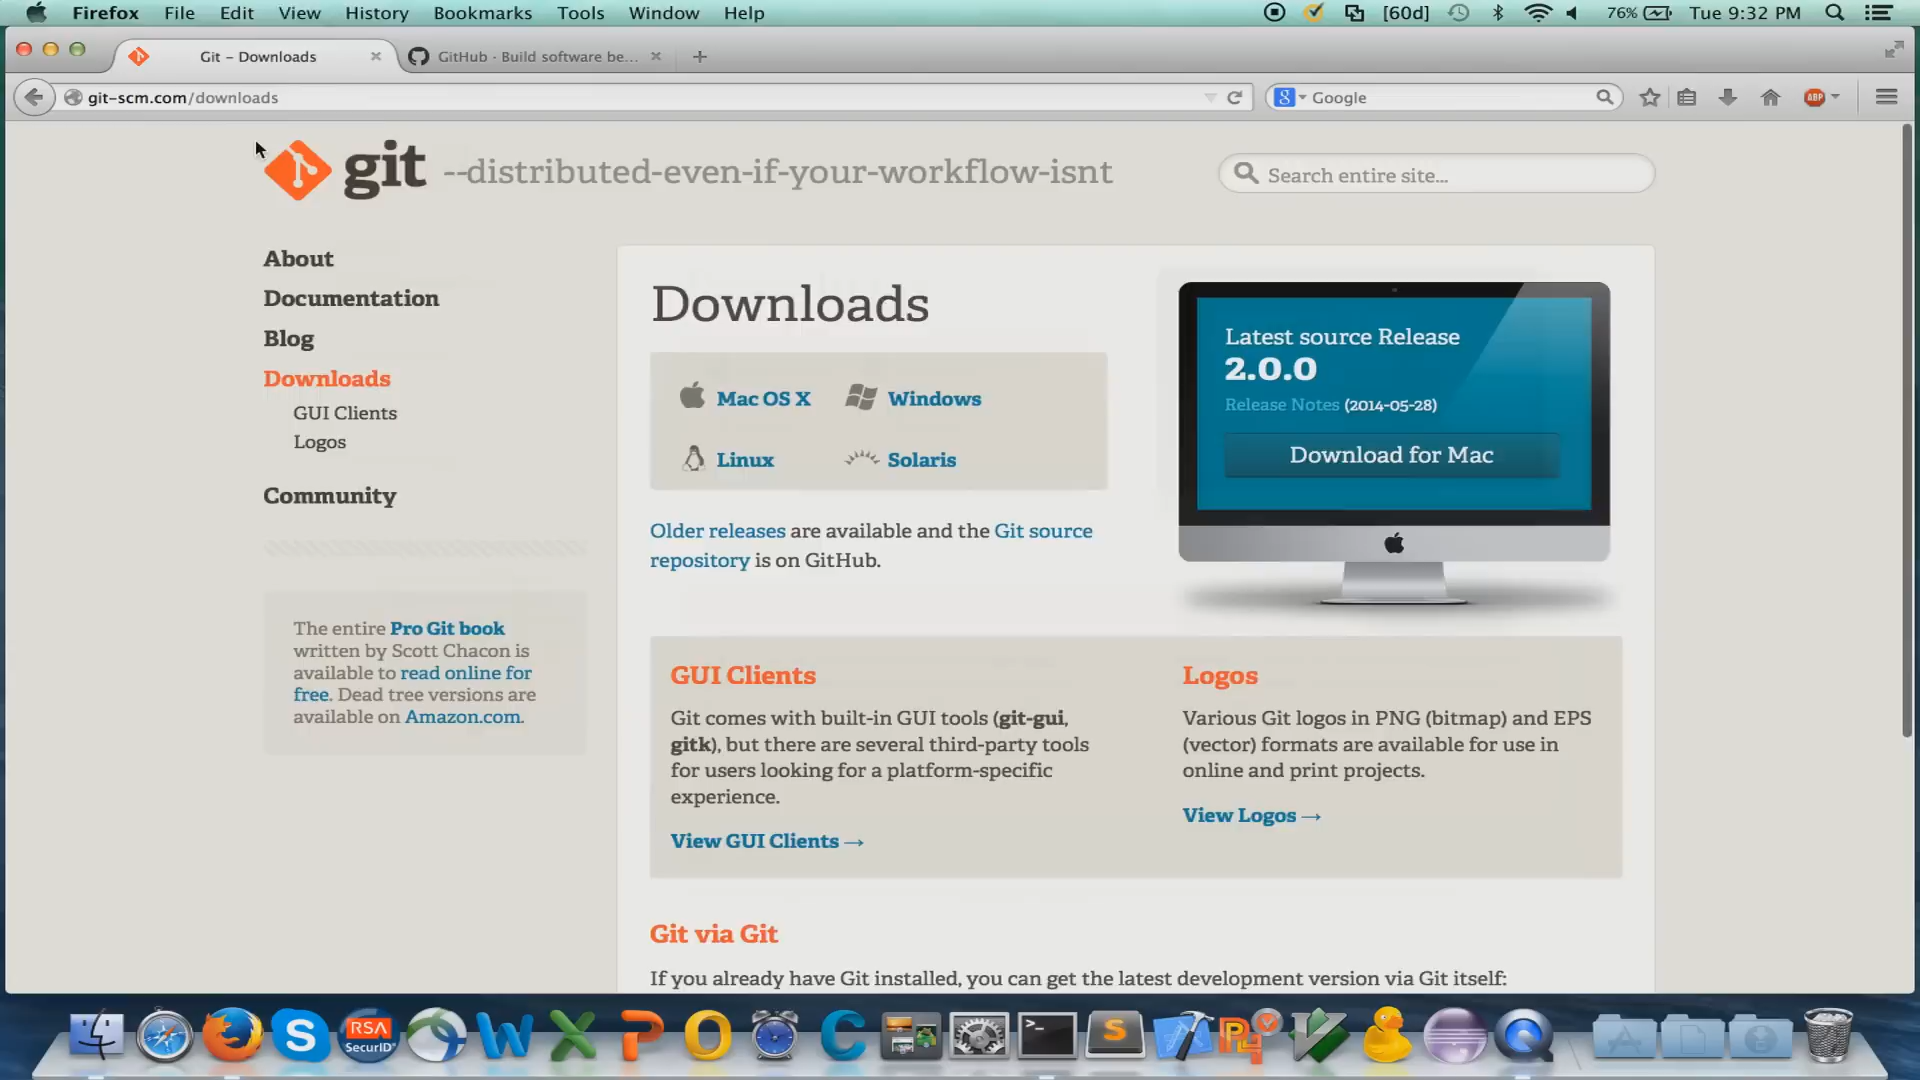 Firefox File Edit View History Bookmarks Tools Window Help [60d] 76% Tue 9:32 PM
Git – Downloads GitHub · Build software be...
git-scm.com/downloads Google ABP
git --distributed-even-if-your-workflow-isnt Search entire site...
About
Documentation
Blog
Downloads
GUI Clients
Logos
Community
The entire Pro Git book
written by Scott Chacon is
available to read online for
free. Dead tree versions are
available on Amazon.com.
Downloads
Mac OS X Windows
Linux Solaris
Older releases are available and the Git source
repository is on GitHub.
Latest source Release
2.0.0
Release Notes (2014-05-28)
Download for Mac
GUI Clients
Git comes with built-in GUI tools (git-gui,
gitk), but there are several third-party tools
for users looking for a platform-specific
experience.
View GUI Clients →
Logos
Various Git logos in PNG (bitmap) and EPS
(vector) formats are available for use in
online and print projects.
View Logos →
Git via Git
If you already have Git installed, you can get the latest development version via Git itself:
RSA
SecurID